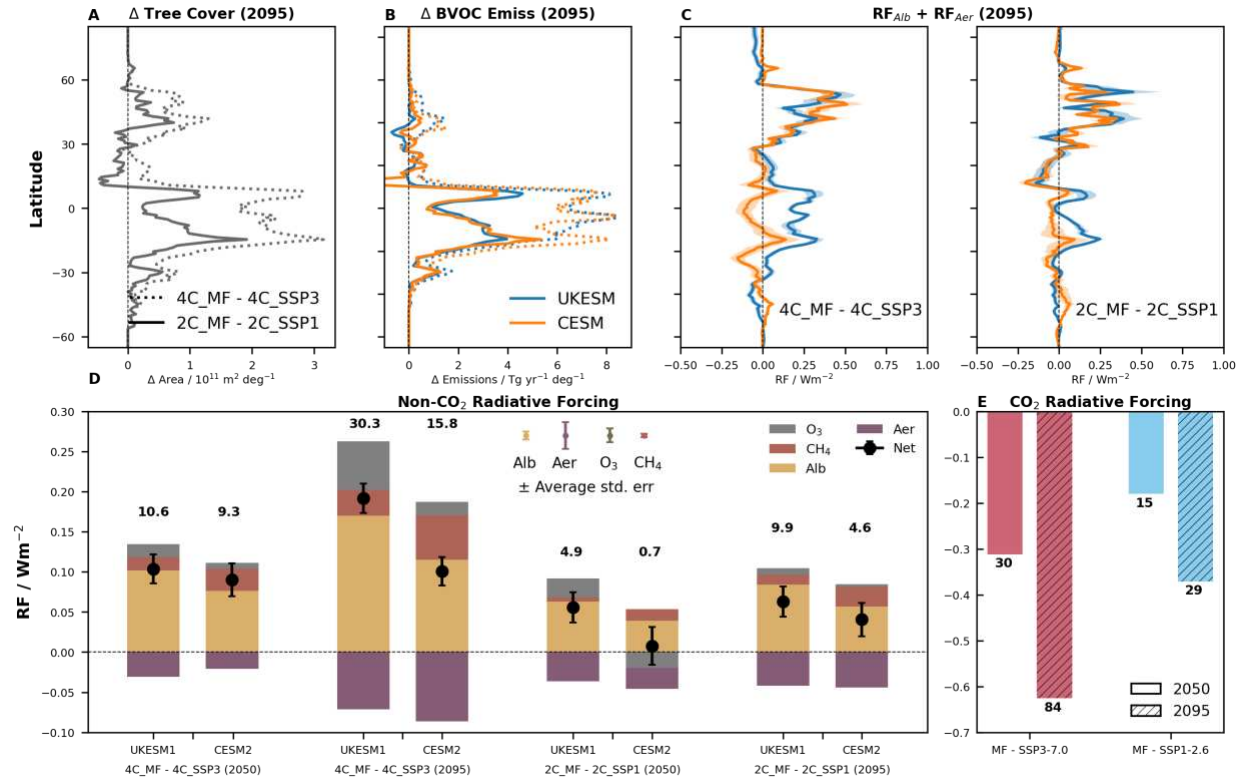 A
Δ Tree Cover (2095)
B
Δ BVOC Emiss (2095)
C
RF_Alb + RF_Aer (2095)
Latitude
60
30
0
−30
−60
4C_MF - 4C_SSP3
2C_MF - 2C_SSP1
0 1 2 3
Δ Area / 10¹¹ m² deg⁻¹
UKESM
CESM
0 2 4 6 8
Δ Emissions / Tg yr⁻¹ deg⁻¹
4C_MF - 4C_SSP3
−0.50 −0.25 0.00 0.25 0.50 0.75 1.00
RF / Wm⁻²
2C_MF - 2C_SSP1
−0.50 −0.25 0.00 0.25 0.50 0.75 1.00
RF / Wm⁻²
D
Non-CO₂ Radiative Forcing
RF / Wm⁻²
0.30
0.25
0.20
0.15
0.10
0.05
0.00
−0.05
−0.10
10.6
9.3
30.3
15.8
4.9
0.7
9.9
4.6
Alb Aer O₃ CH₄
± Average std. err
O₃
CH₄
Alb
Aer
Net
UKESM1 CESM2 UKESM1 CESM2 UKESM1 CESM2 UKESM1 CESM2
4C_MF - 4C_SSP3 (2050) 4C_MF - 4C_SSP3 (2095) 2C_MF - 2C_SSP1 (2050) 2C_MF - 2C_SSP1 (2095)
E
CO₂ Radiative Forcing
0.0
−0.1
−0.2
−0.3
−0.4
−0.5
−0.6
−0.7
30
84
15
29
2050
2095
MF - SSP3-7.0 MF - SSP1-2.6